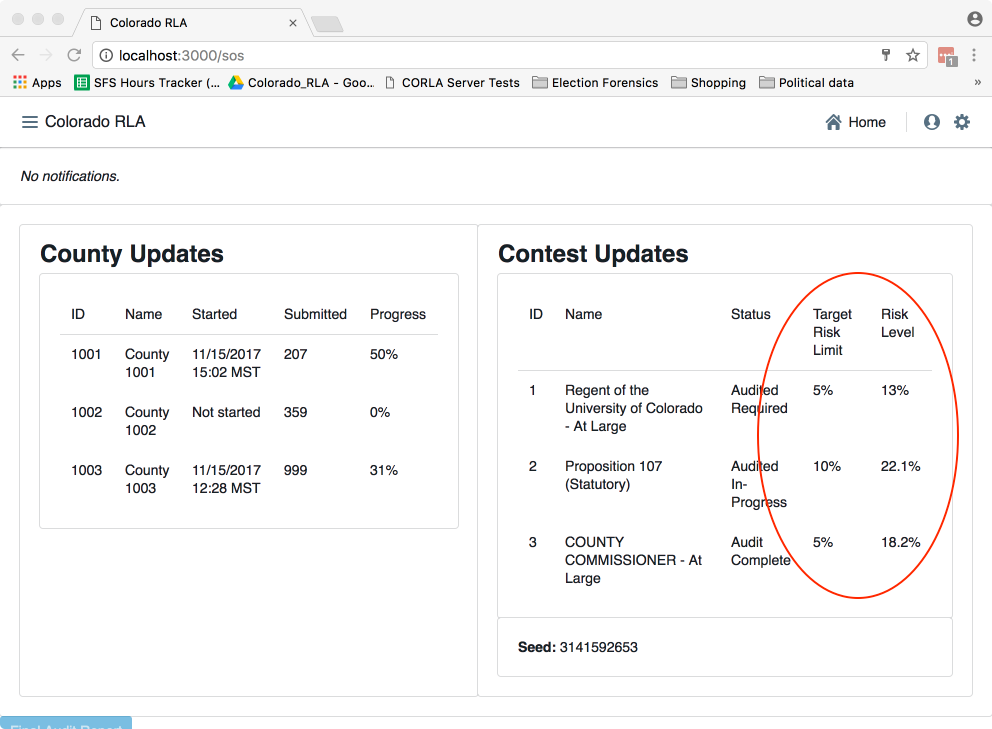 Colorado RLA
localhost:3000/sos
1
Apps SFS Hours Tracker (... Colorado_RLA - Goo... CORLA Server Tests Election Forensics Shopping Political data »
Colorado RLA Home
No notifications.
County Updates
ID Name Started Submitted Progress
1001 County 11/15/2017 207 50%
1001 15:02 MST
1002 County Not started 359 0%
1002
1003 County 11/15/2017 999 31%
1003 12:28 MST
Contest Updates
ID Name Status Target Risk
Risk Level
Limit
1 Regent of the Audited 5% 13%
University of Colorado Required
- At Large
2 Proposition 107 Audited 10% 22.1%
(Statutory) In-
Progress
3 COUNTY Audit 5% 18.2%
COMMISSIONER - At Complete
Large
Seed: 3141592653
Final Audit Report